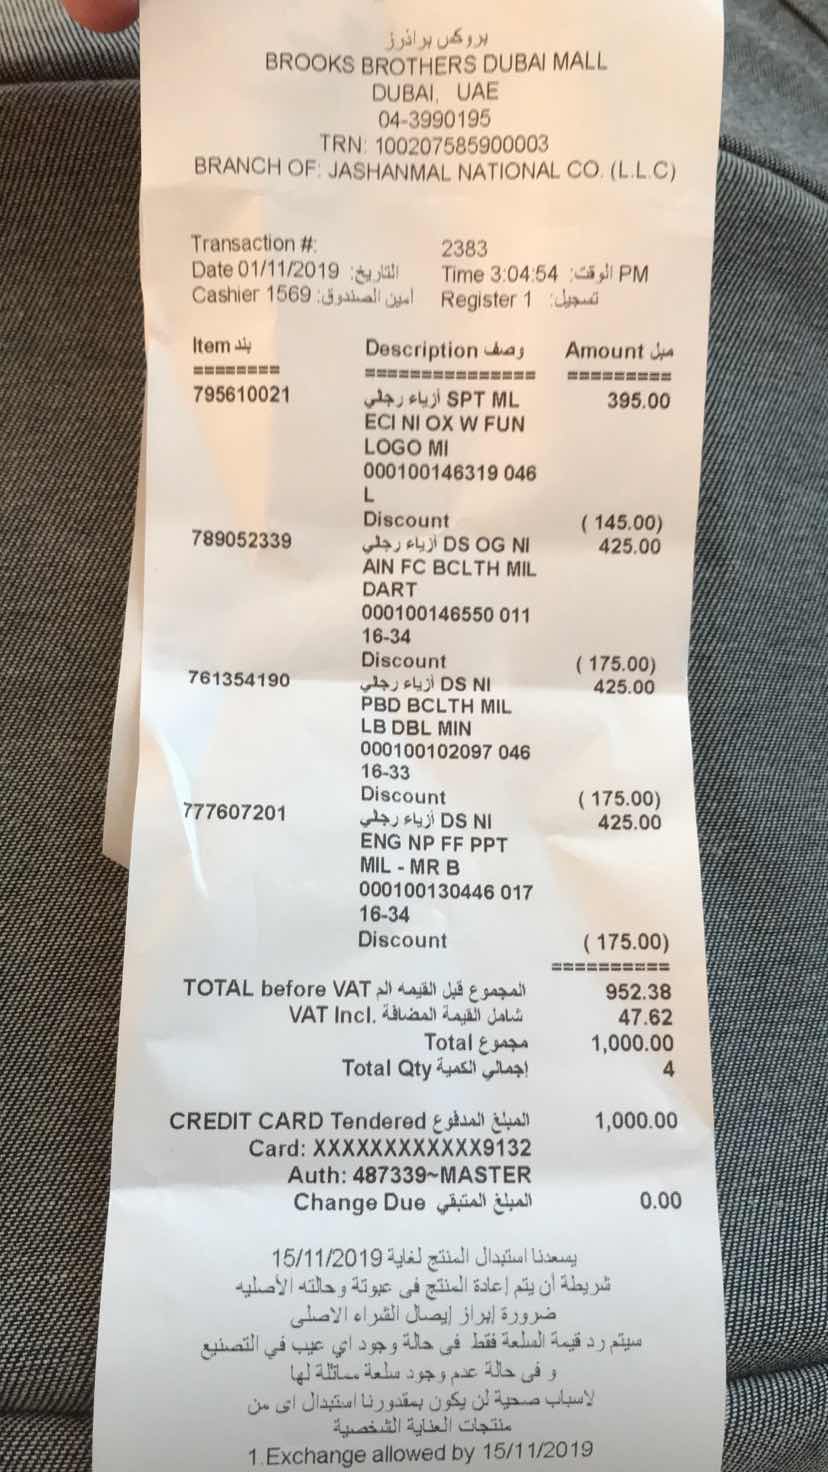 بروكس براذرز
BROOKS BROTHERS DUBAI MALL
DUBAI, UAE
04-3990195
TRN: 100207585900003
BRANCH OF: JASHANMAL NATIONAL CO. (L.L.C)
Transaction #: 2383
Date 01/11/2019 التاريخ: Time 3:04:54 الوقت: PM
Cashier 1569 أمين الصندوق: Register 1 تسجيل:
Item بند Description وصف Amount مبل
======== =============== =========
795610021 أزياء رجالي SPT ML 395.00
ECI NI OX W FUN
LOGO MI
000100146319 046
L
Discount ( 145.00)
789052339 أزياء رجالي DS OG NI 425.00
AIN FC BCLTH MIL
DART
000100146550 011
16-34
Discount ( 175.00)
761354190 أزياء رجالي DS NI 425.00
PBD BCLTH MIL
LB DBL MIN
000100102097 046
16-33
Discount ( 175.00)
777607201 أزياء رجالي DS NI 425.00
ENG NP FF PPT
MIL - MR B
000100130446 017
16-34
Discount ( 175.00)
==========
TOTAL before VAT المجموع قبل القيمه الم 952.38
VAT Incl. شامل القيمة المضافة 47.62
Total مجموع 1,000.00
Total Qty إجمالي الكمية 4
CREDIT CARD Tendered المبلغ المدفوع 1,000.00
Card: XXXXXXXXXXXX9132
Auth: 487339~MASTER
Change Due المبلغ المتبقي 0.00
يسعدنا استبدال المنتج لغاية 15/11/2019
شريطة أن يتم إعادة المنتج في عبوتة وحالته الأصليه
ضرورة إبراز إيصال الشراء الاصلى
سيتم رد قيمة السلعة فقط في حالة وجود اي عيب في التصنيع
و في حالة عدم وجود سلعة مماثلة لها
لاسباب صحية لن يكون بمقدورنا استبدال اى من
منتجات العناية الشخصية
1.Exchange allowed by 15/11/2019